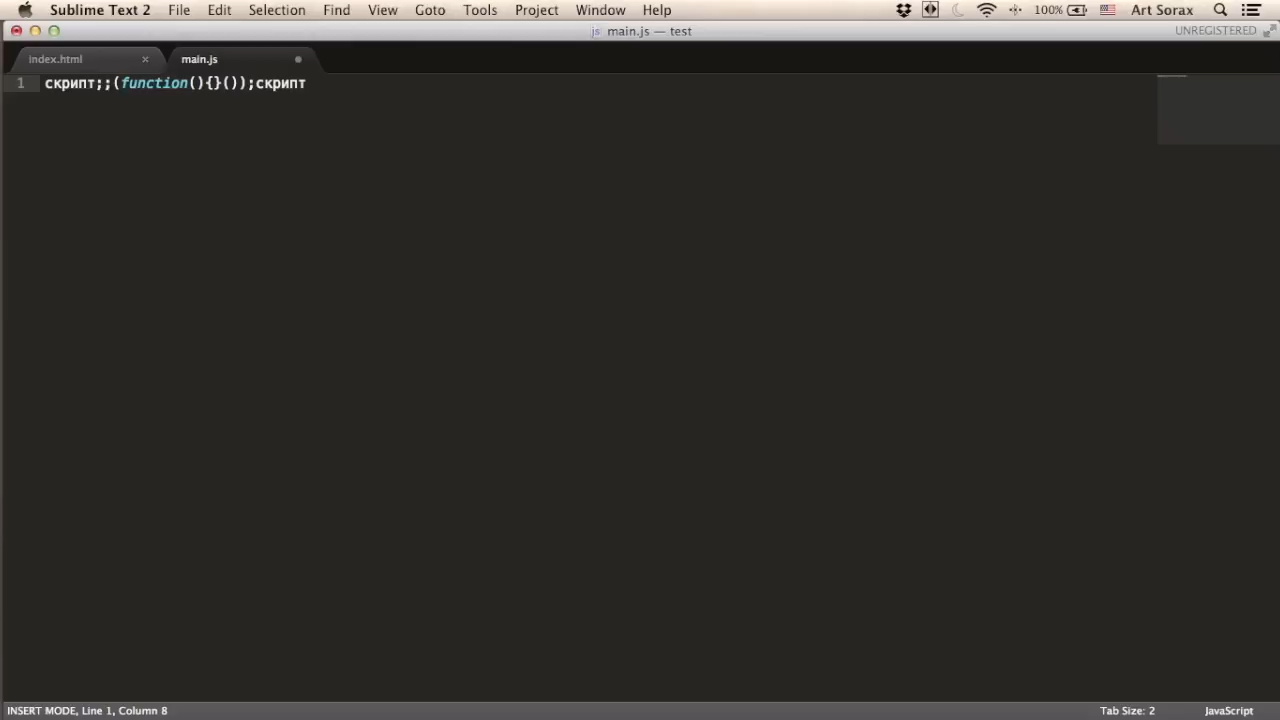 Sublime Text 2 File Edit Selection Find View Goto Tools Project Window Help 100% Art Sorax
js main.js — test UNREGISTERED
index.html × main.js
1 скрипт;;(function(){}());скрипт
INSERT MODE, Line 1, Column 8 Tab Size: 2 JavaScript